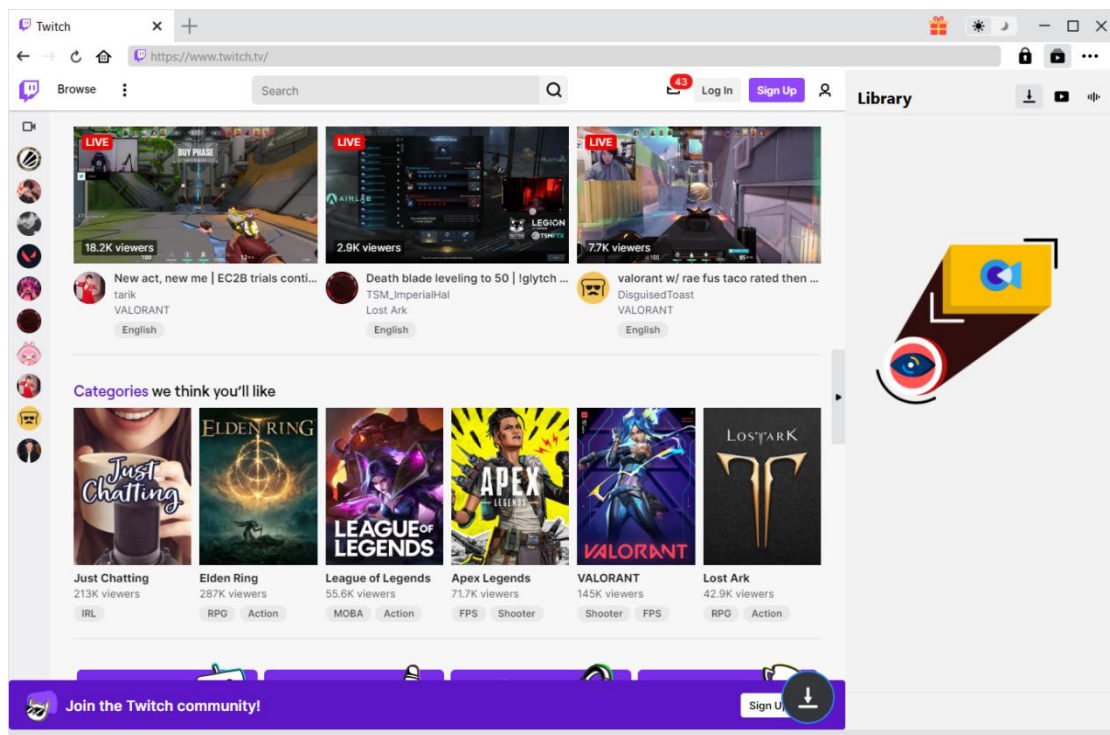 Twitch
https://www.twitch.tv/
Browse
Search
43
Log In
Sign Up
Library
LIVE
BUY PHASE
18.2K viewers
LIVE
AIMLAB
LEGION
TSMFTX
2.9K viewers
LIVE
7.7K viewers
New act, new me | EC2B trials conti...
tarik
VALORANT
English
Death blade leveling to 50 | !glytch ...
TSM_ImperialHal
Lost Ark
English
valorant w/ rae fus taco rated then ...
DisguisedToast
VALORANT
English
Categories we think you'll like
Just
Chatting
ELDEN RING
LEAGUE OF
LEGENDS
APEX
LEGENDS
VALORANT
LOST ARK
Just Chatting
213K viewers
IRL
Elden Ring
287K viewers
RPG Action
League of Legends
55.6K viewers
MOBA Action
Apex Legends
71.7K viewers
FPS Shooter
VALORANT
145K viewers
Shooter FPS
Lost Ark
42.9K viewers
RPG Action
Join the Twitch community!
Sign U